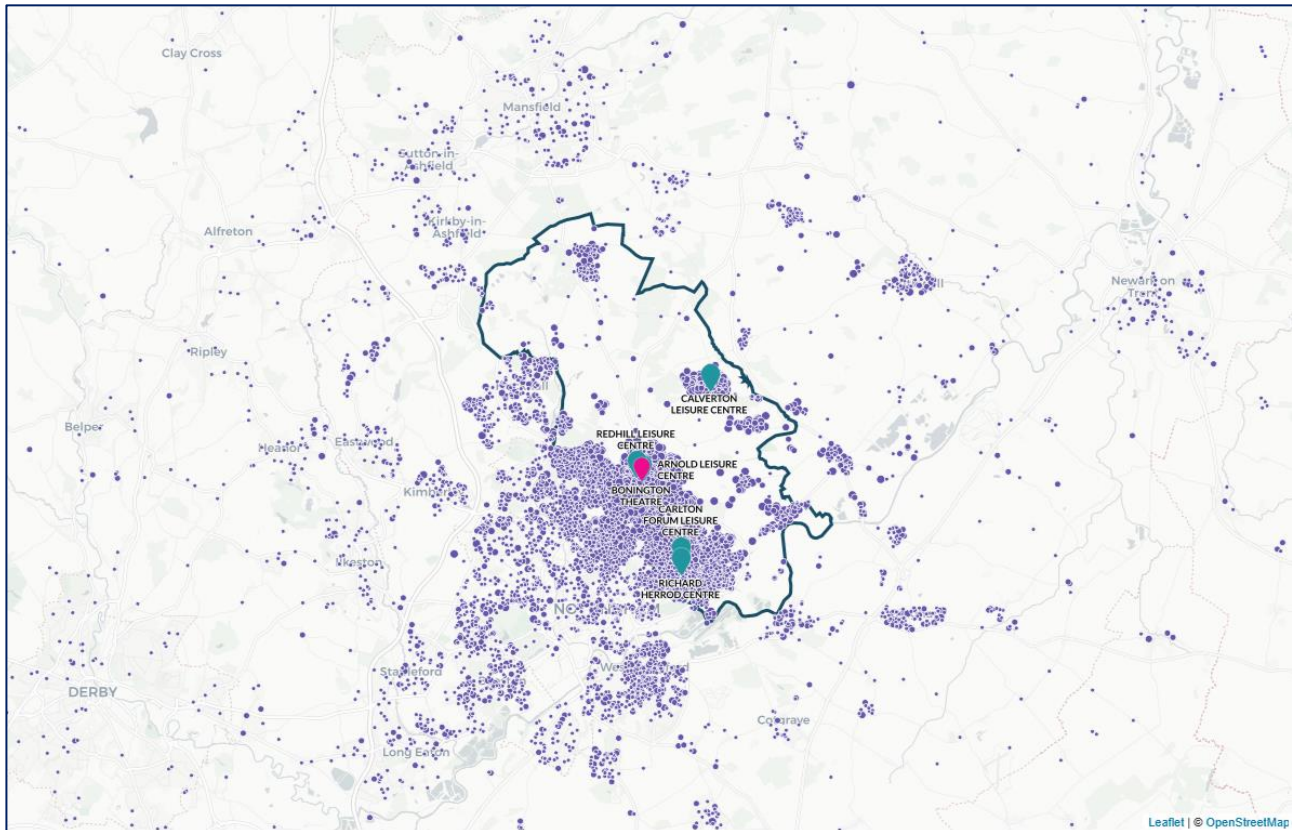 Clay Cross
Mansfield
Sutton-in-
Ashfield
Kirkby-in-
Ashfield
Alfreton
Newark on
Trent
Ripley
CALVERTON
LEISURE CENTRE
Belper
REDHILL LEISURE
CENTRE
Heanor
Eastwood
ARNOLD LEISURE
CENTRE
BONINGTON
THEATRE
CARLTON
FORUM LEISURE
CENTRE
Ilkeston
RICHARD
HERROD CENTRE
Stapleford
DERBY
Cotgrave
Long Eaton
Leaflet | © OpenStreetMap